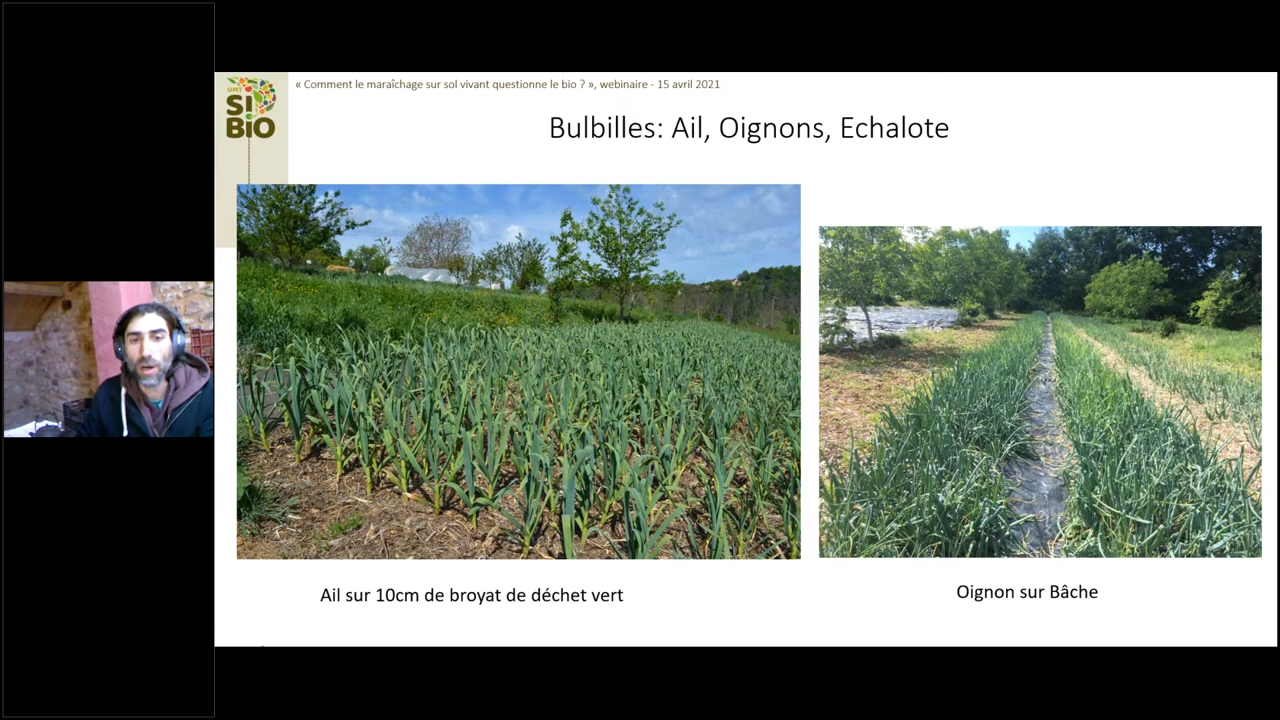 « Comment le maraîchage sur sol vivant questionne le bio ? », webinaire - 15 avril 2021
UMT
SI
BIO
Bulbilles: Ail, Oignons, Echalote
Ail sur 10cm de broyat de déchet vert
Oignon sur Bâche